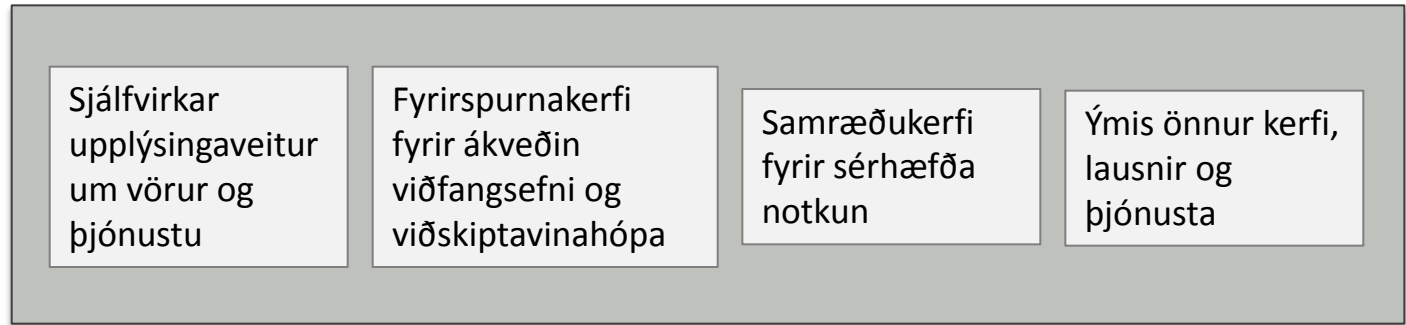 Sjálfvirkar
upplýsingaveitur
um vörur og
þjónustu
Fyrirspurnakerfi
fyrir ákveðin
viðfangsefni og
viðskiptavinahópa
Samræðukerfi
fyrir sérhæfða
notkun
Ýmis önnur kerfi,
lausnir og
þjónusta